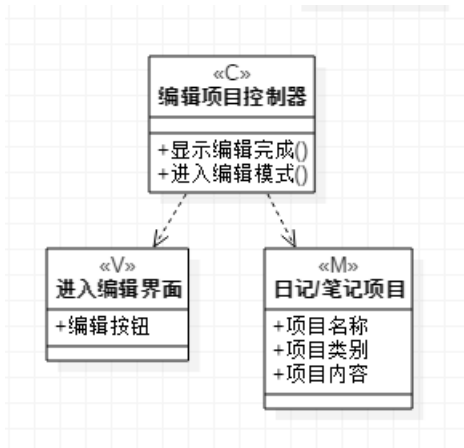 «C»
编辑项目控制器
+显示编辑完成()
+进入编辑模式()
«V»
进入编辑界面
+编辑按钮
«M»
日记/笔记项目
+项目名称
+项目类别
+项目内容